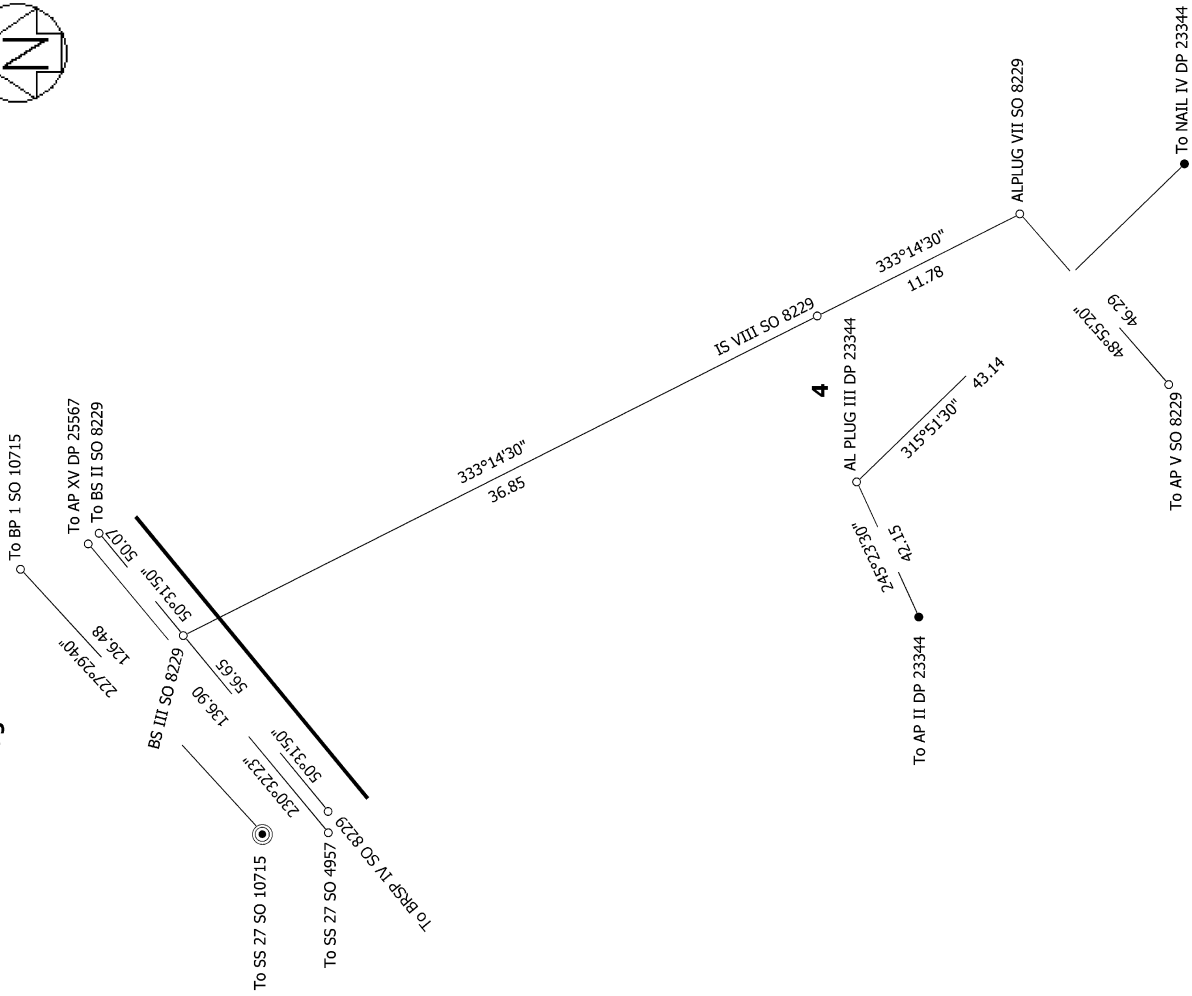 N
To BP 1 SO 10715
To AP XV DP 25567
To BS II SO 8229
50.07
50°31'50"
126.48
227°29'40"
BS III SO 8229
56.65
136.90
50°31'50"
230°32'23"
To BRSP IV SO 8229
To SS 27 SO 10715
To SS 27 SO 4957
333°14'30"
36.85
IS VIII SO 8229
333°14'30"
11.78
ALPLUG VII SO 8229
To NAIL IV DP 23344
4
AL PLUG III DP 23344
43.14
315°51'30"
245°23'30"
42.15
To AP II DP 23344
46.29
48°55'20"
To AP V SO 8229